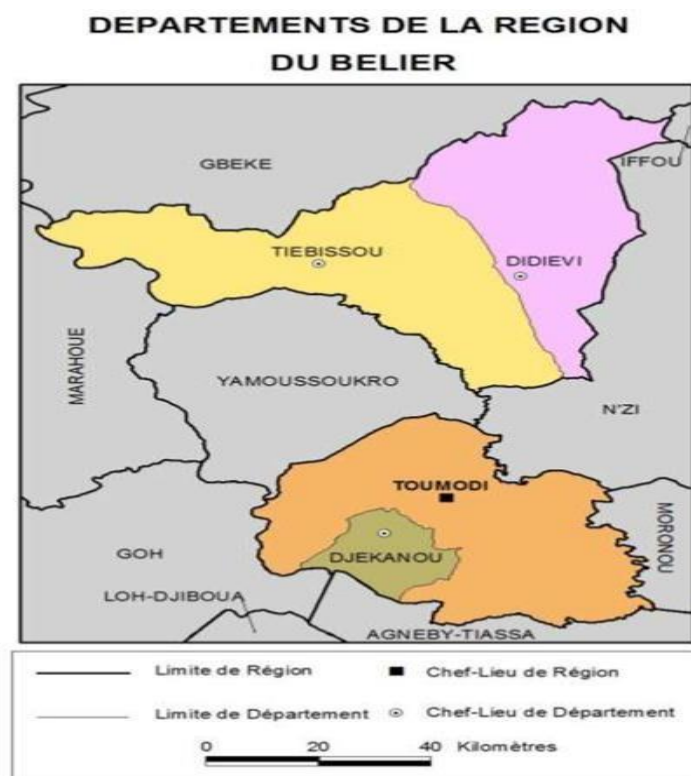 DEPARTEMENTS DE LA REGION
DU BELIER
GBEKE
IFFOU
TIEBISSOU
DIDIEVI
MARAHOUE
YAMOUSSOUKRO
N'ZI
TOUMODI
MORONOU
GOH
DJEKANOU
LOH-DJIBOUA
AGNEBY-TIASSA
Limite de Région
Chef-Lieu de Région
Limite de Département
Chef-Lieu de Département
0 20 40 Kilomètres